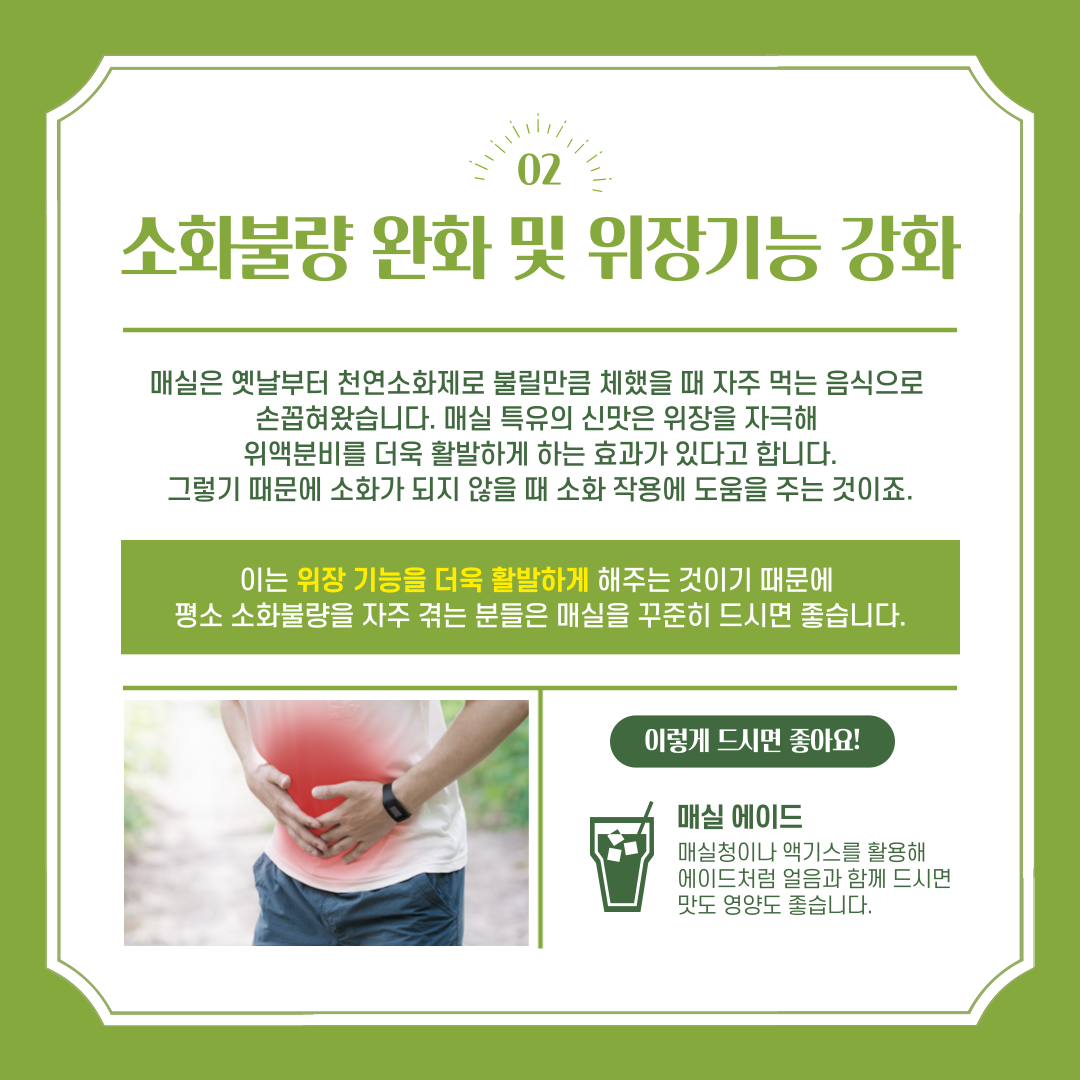 02
소화불량 완화 및 위장기능 강화
매실은 옛날부터 천연소화제로 불릴만큼 체했을 때 자주 먹는 음식으로
손꼽혀왔습니다. 매실 특유의 신맛은 위장을 자극해
위액분비를 더욱 활발하게 하는 효과가 있다고 합니다.
그렇기 때문에 소화가 되지 않을 때 소화 작용에 도움을 주는 것이죠.
이는 위장 기능을 더욱 활발하게 해주는 것이기 때문에
평소 소화불량을 자주 겪는 분들은 매실을 꾸준히 드시면 좋습니다.
이렇게 드시면 좋아요!
매실 에이드
매실청이나 액기스를 활용해
에이드처럼 얼음과 함께 드시면
맛도 영양도 좋습니다.